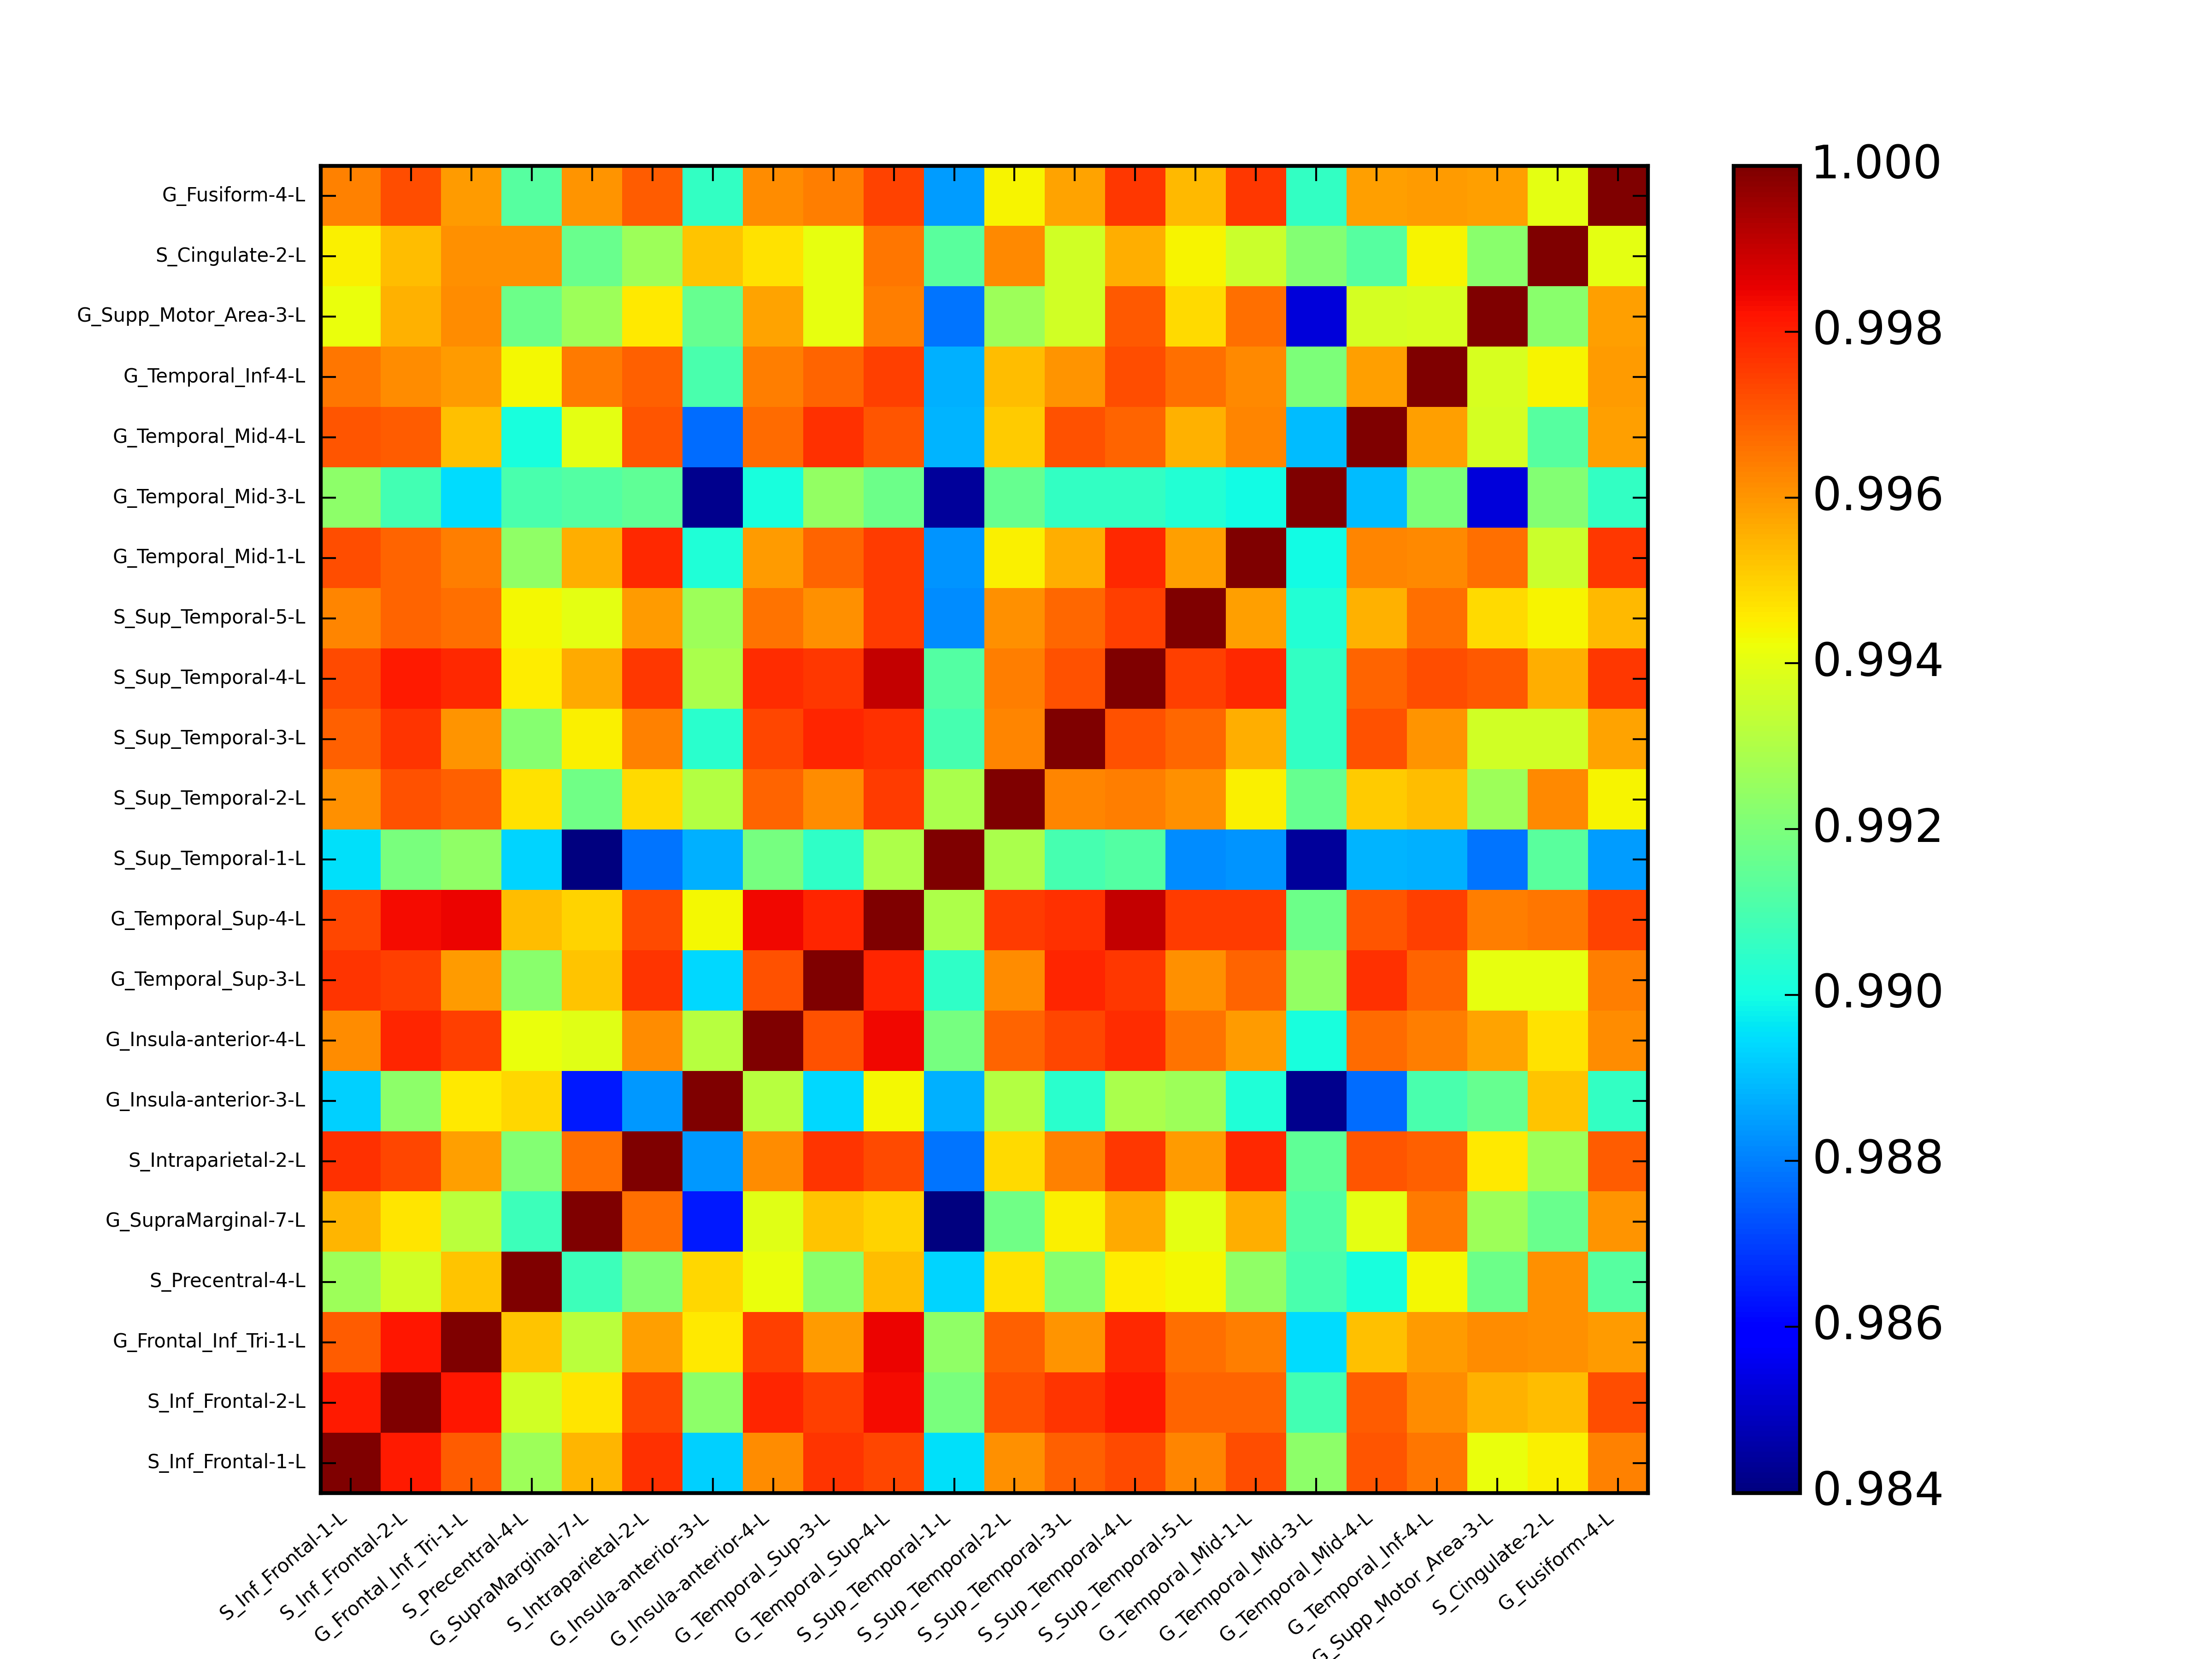 G_Fusiform-4-L
S_Cingulate-2-L
G_Supp_Motor_Area-3-L
G_Temporal_Inf-4-L
G_Temporal_Mid-4-L
G_Temporal_Mid-3-L
G_Temporal_Mid-1-L
S_Sup_Temporal-5-L
S_Sup_Temporal-4-L
S_Sup_Temporal-3-L
S_Sup_Temporal-2-L
S_Sup_Temporal-1-L
G_Temporal_Sup-4-L
G_Temporal_Sup-3-L
G_Insula-anterior-4-L
G_Insula-anterior-3-L
S_Intraparietal-2-L
G_SupraMarginal-7-L
S_Precentral-4-L
G_Frontal_Inf_Tri-1-L
S_Inf_Frontal-2-L
S_Inf_Frontal-1-L
S_Inf_Frontal-1-L
S_Inf_Frontal-2-L
G_Frontal_Inf_Tri-1-L
S_Precentral-4-L
G_SupraMarginal-7-L
S_Intraparietal-2-L
G_Insula-anterior-3-L
G_Insula-anterior-4-L
G_Temporal_Sup-3-L
G_Temporal_Sup-4-L
S_Sup_Temporal-1-L
S_Sup_Temporal-2-L
S_Sup_Temporal-3-L
S_Sup_Temporal-4-L
S_Sup_Temporal-5-L
G_Temporal_Mid-1-L
G_Temporal_Mid-3-L
G_Temporal_Mid-4-L
G_Temporal_Inf-4-L
G_Supp_Motor_Area-3-L
S_Cingulate-2-L
G_Fusiform-4-L
1.000
0.998
0.996
0.994
0.992
0.990
0.988
0.986
0.984